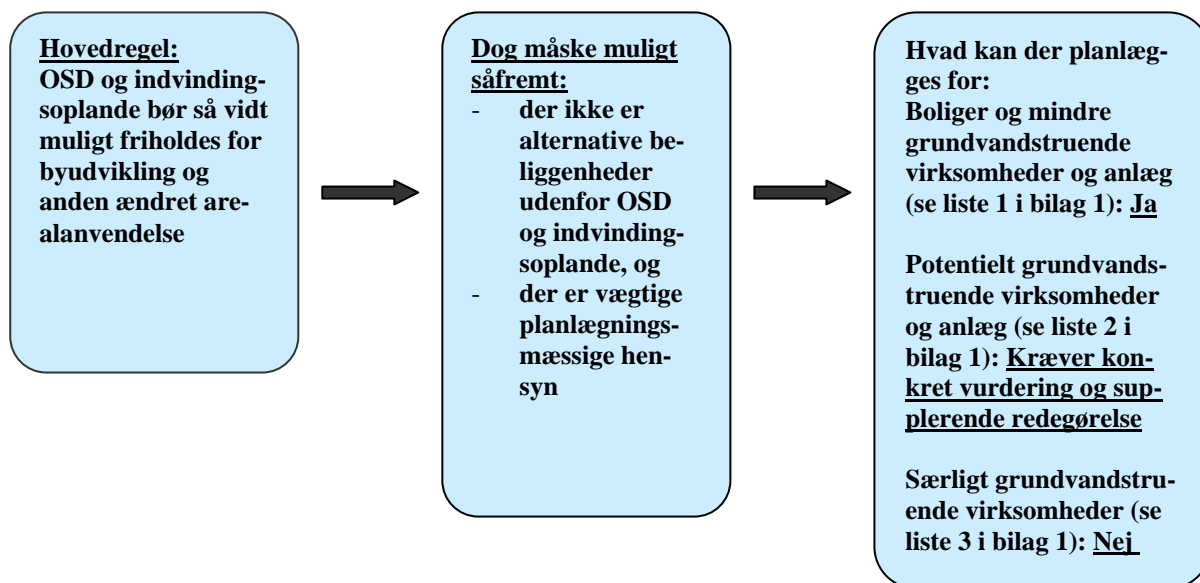 Hovedregel:
OSD og indvinding-
soplande bør så vidt
muligt friholdes for
byudvikling og
anden ændret are-
alanvendelse
Dog måske muligt
såfremt:
- der ikke er
alternative be-
liggenheder
udenfor OSD
og indvinding-
soplande, og
- der er vægtige
planlægnings-
mæssige hen-
syn
Hvad kan der planlæg-
ges for:
Boliger og mindre
grundvandstruende
virksomheder og anlæg
(se liste 1 i bilag 1): Ja
Potentielt grundvands-
truende virksomheder
og anlæg (se liste 2 i
bilag 1): Kræver kon-
kret vurdering og sup-
plerende redegørelse
Særligt grundvandstru-
ende virksomheder (se
liste 3 i bilag 1): Nej